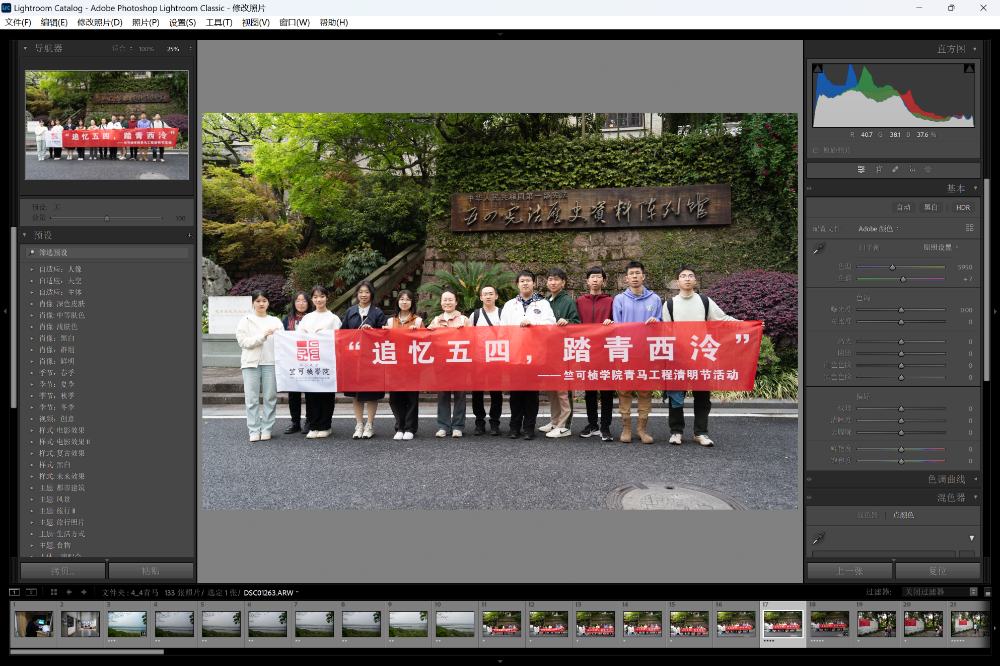 Lightroom Catalog - Adobe Photoshop Lightroom Classic - 修改照片
文件(F) 编辑(E) 修改照片(D) 照片(P) 设置(S) 工具(T) 视图(V) 窗口(W) 帮助(H)
导航器 适合 100% 25%
“追忆五四，踏青西泠”
——竺可桢学院青马工程清明节活动
预设: 无
数量 100
预设
筛选预设
自适应: 人像
自适应: 天空
自适应: 主体
肖像: 深色皮肤
肖像: 中等肤色
肖像: 浅肤色
肖像: 黑白
肖像: 群组
肖像: 鲜明
季节: 春季
季节: 夏季
季节: 秋季
季节: 冬季
视频: 创意
样式: 电影效果
样式: 电影效果 II
样式: 复古效果
样式: 黑白
样式: 未来效果
主题: 都市建筑
主题: 风景
主题: 旅行 II
主题: 旅行照片
主题: 生活方式
主题: 食物
拷贝... 粘贴
中华人民共和国第一部宪法
五四·宪法歷史資料陈列馆
“追忆五四，踏青西泠”
——竺可桢学院青马工程清明节活动
浙江大学
竺可桢學院
直方图
R 40.7 G 38.1 B 37.6 %
原始照片
基本
自动 黑白 | HDR
配置文件: Adobe 颜色
白平衡: 原照设置
色温 5950
色调 +7
色调
曝光度 0.00
对比度 0
高光 0
阴影 0
白色色阶 0
黑色色阶 0
偏好
纹理 0
清晰度 0
去朦胧 0
鲜艳度 0
饱和度 0
色调曲线
混色器
混色器 | 点颜色
上一张 复位
1 2 文件夹 : 4_4青马 133 张照片/ 选定 1 张/ DSC01263.ARW 过滤器: 关闭过滤器
1 2 3 4 5 6 7 8 9 10 11 12 13 14 15 16 17 18 19 20 21